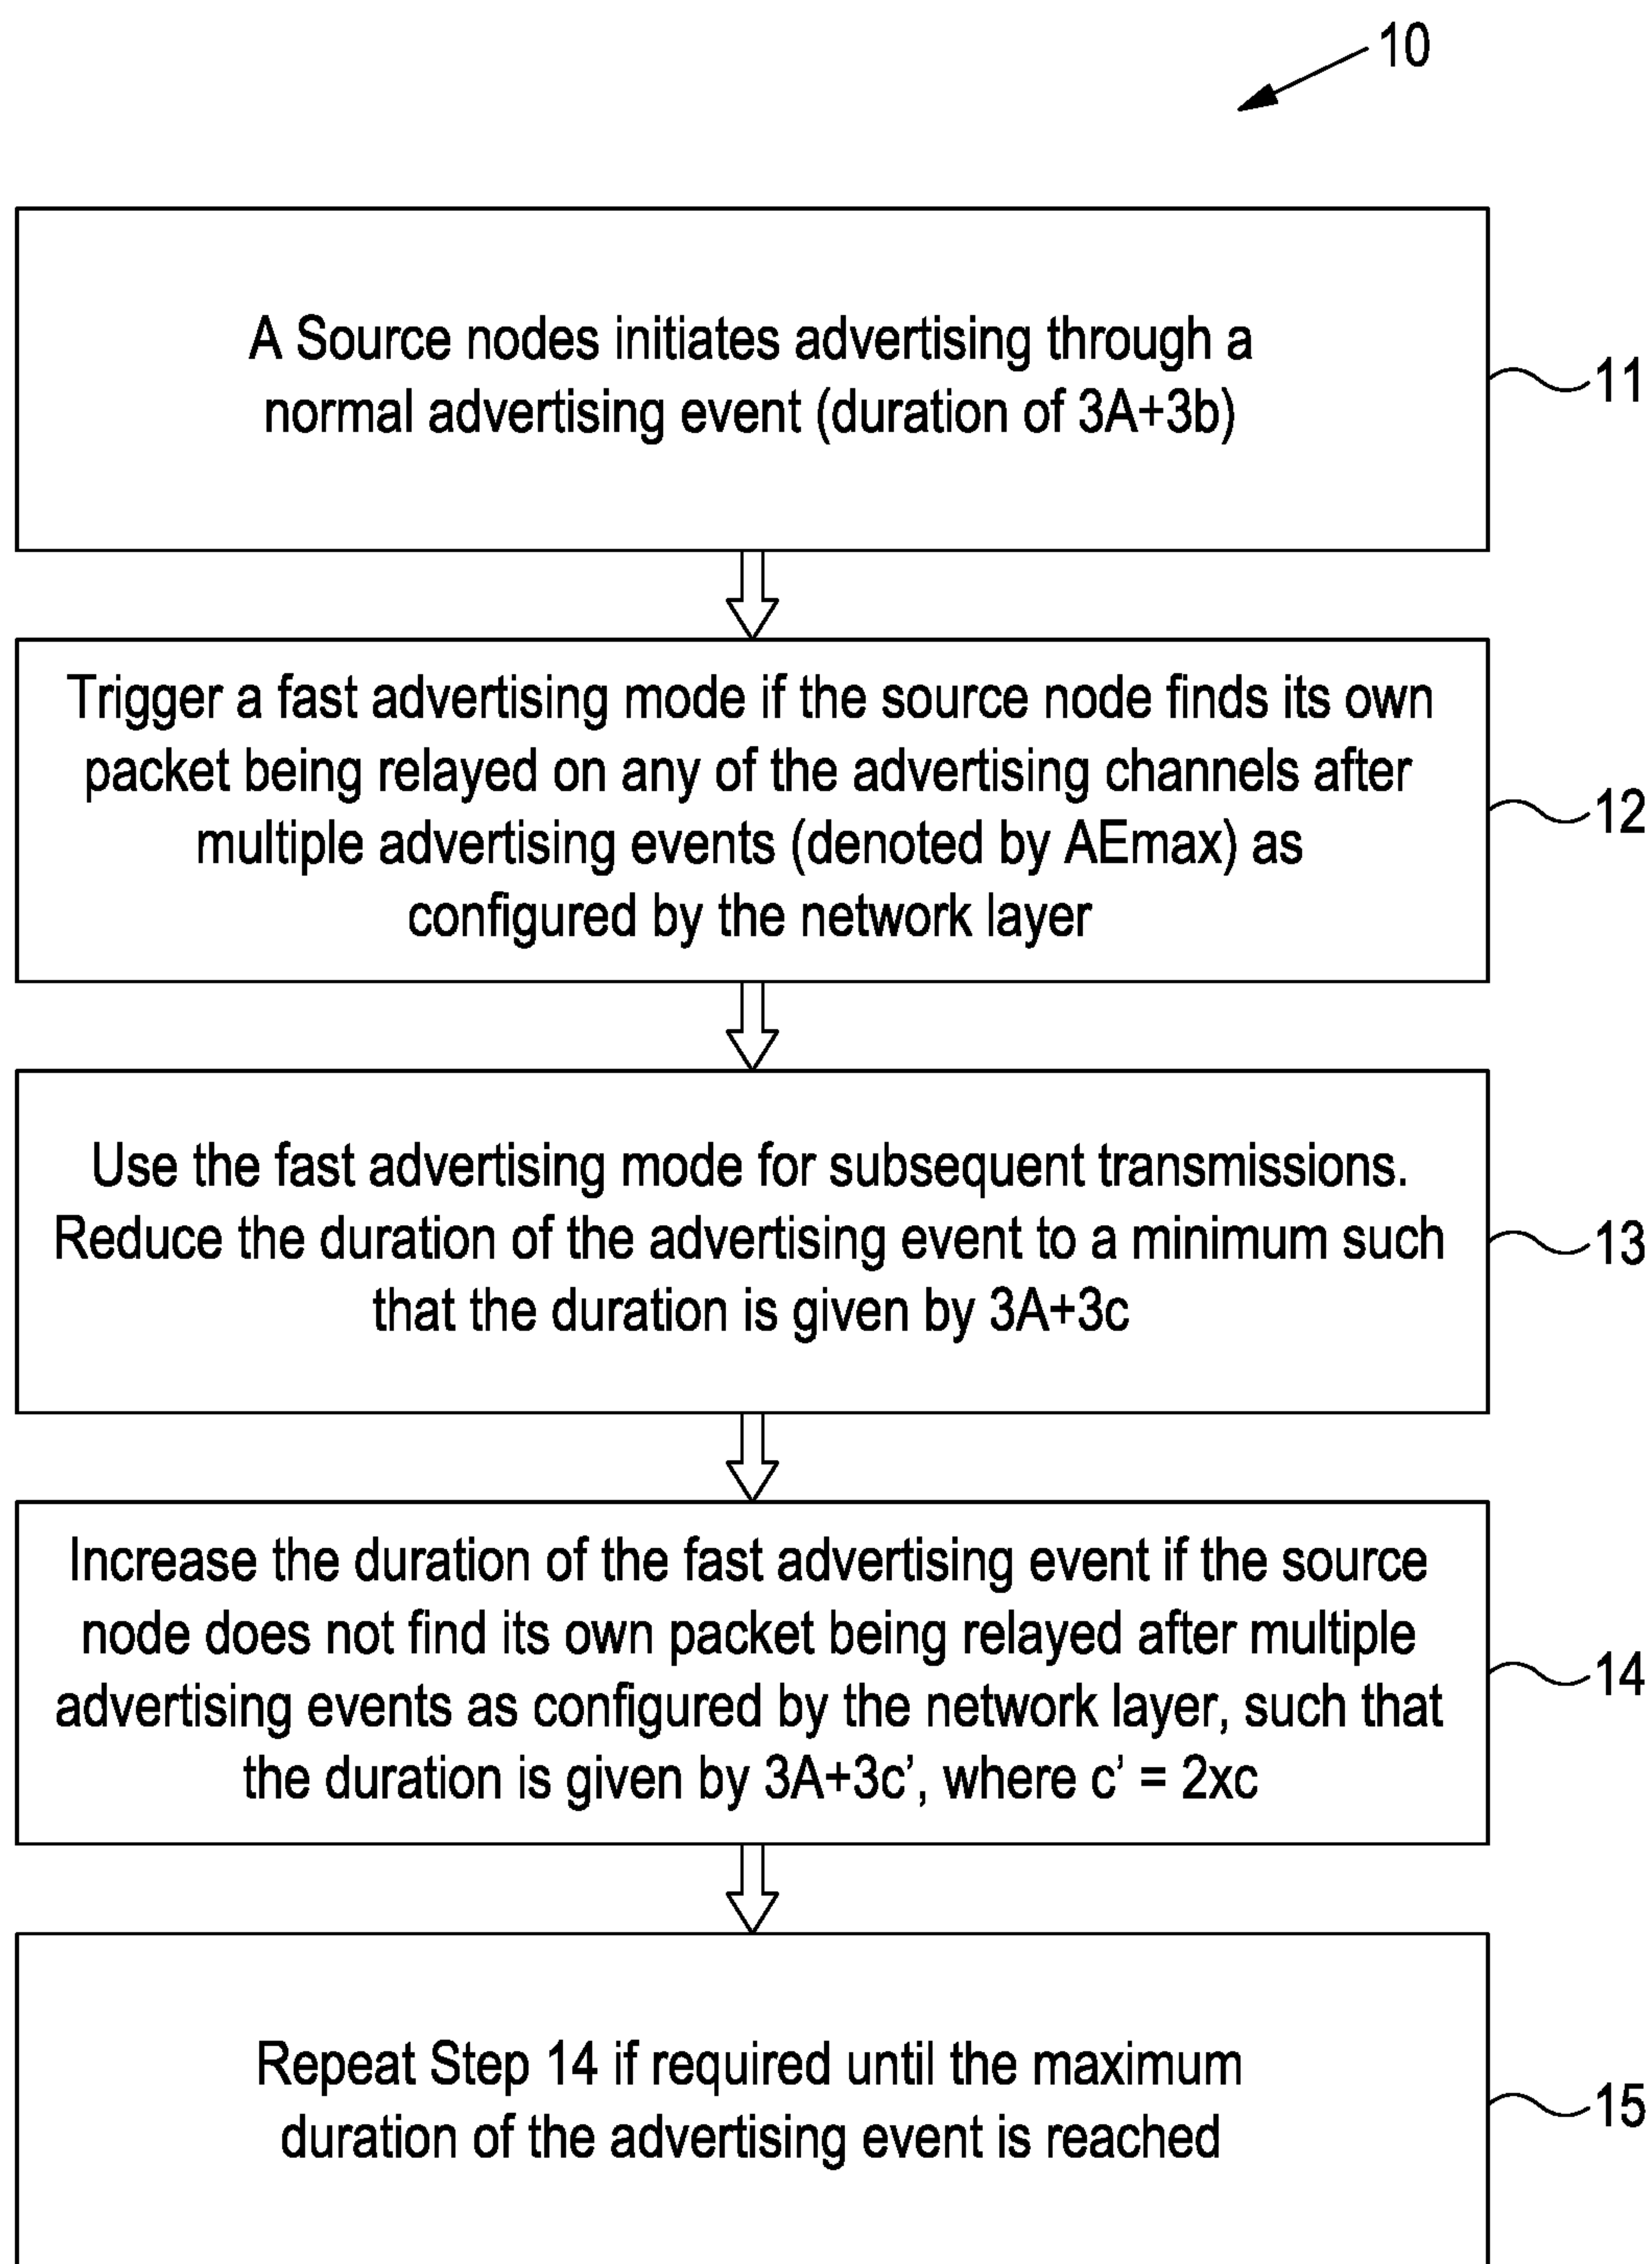 10
A Source nodes initiates advertising through a
normal advertising event (duration of 3A+3b)
11
Trigger a fast advertising mode if the source node finds its own
packet being relayed on any of the advertising channels after
multiple advertising events (denoted by AEmax) as
configured by the network layer
12
Use the fast advertising mode for subsequent transmissions.
Reduce the duration of the advertising event to a minimum such
that the duration is given by 3A+3c
13
Increase the duration of the fast advertising event if the source
node does not find its own packet being relayed after multiple
advertising events as configured by the network layer, such that
the duration is given by 3A+3c’, where c’ = 2xc
14
Repeat Step 14 if required until the maximum
duration of the advertising event is reached
15